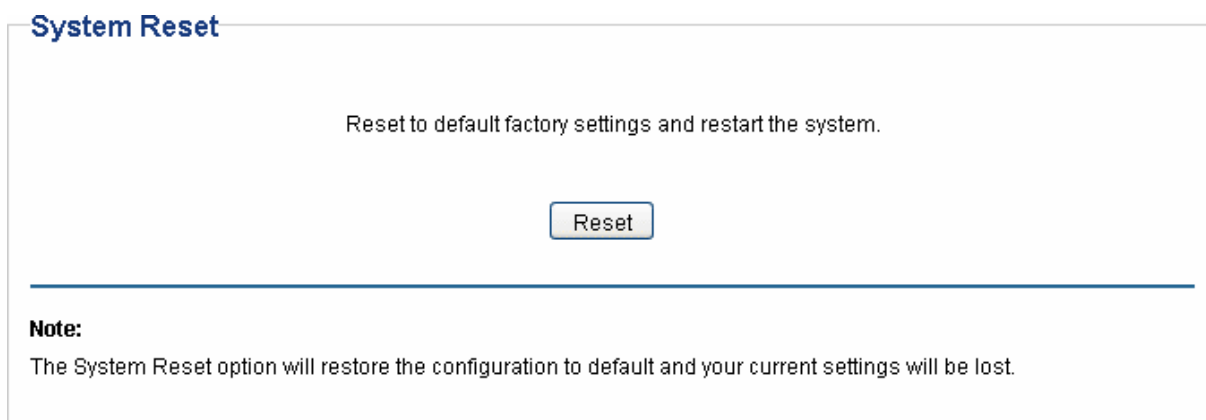 System Reset
Reset to default factory settings and restart the system.
Reset
Note:
The System Reset option will restore the configuration to default and your current settings will be lost.